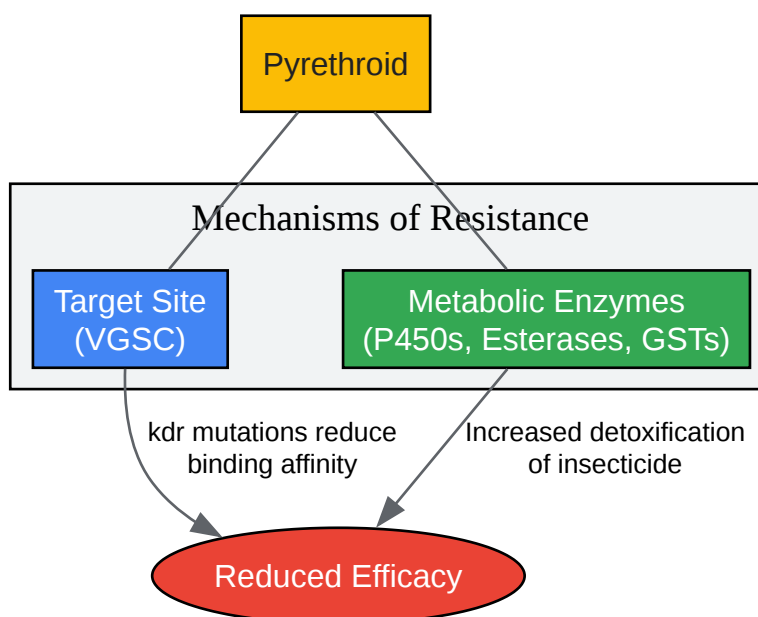 Pyrethroid
Mechanisms of Resistance
Target Site
(VGSC)
Metabolic Enzymes
(P450s, Esterases, GSTs)
kdr mutations reduce
binding affinity
Increased detoxification
of insecticide
Reduced Efficacy